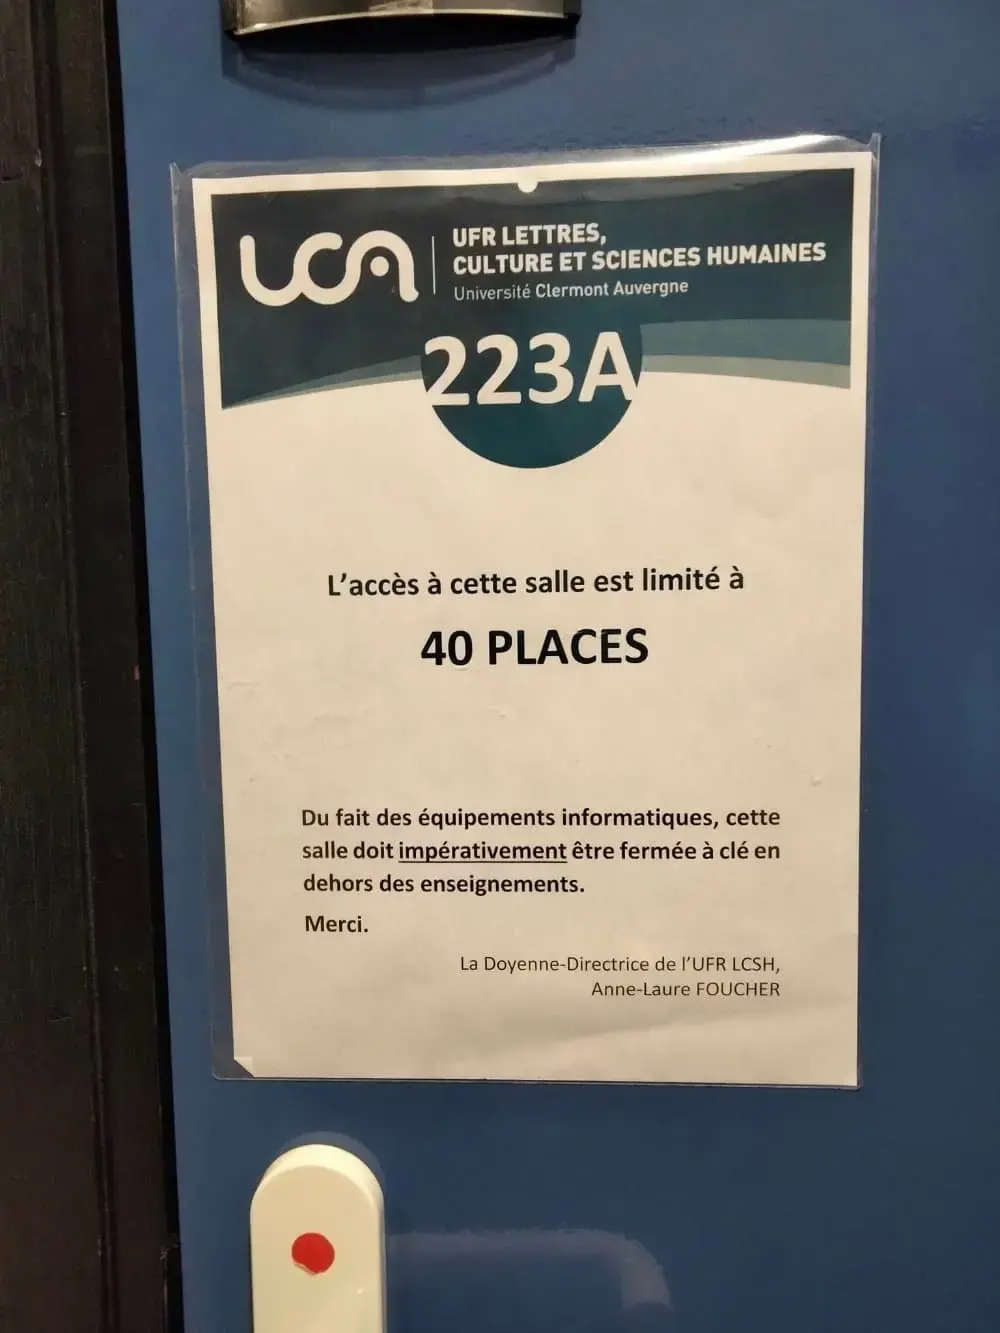 UCA
UFR LETTRES,
CULTURE ET SCIENCES HUMAINES
Université Clermont Auvergne
223A
L'accès à cette salle est limité à
40 PLACES
Du fait des équipements informatiques, cette
salle doit impérativement être fermée à clé en
dehors des enseignements.
Merci.
La Doyenne-Directrice de l'UFR LCSH,
Anne-Laure FOUCHER